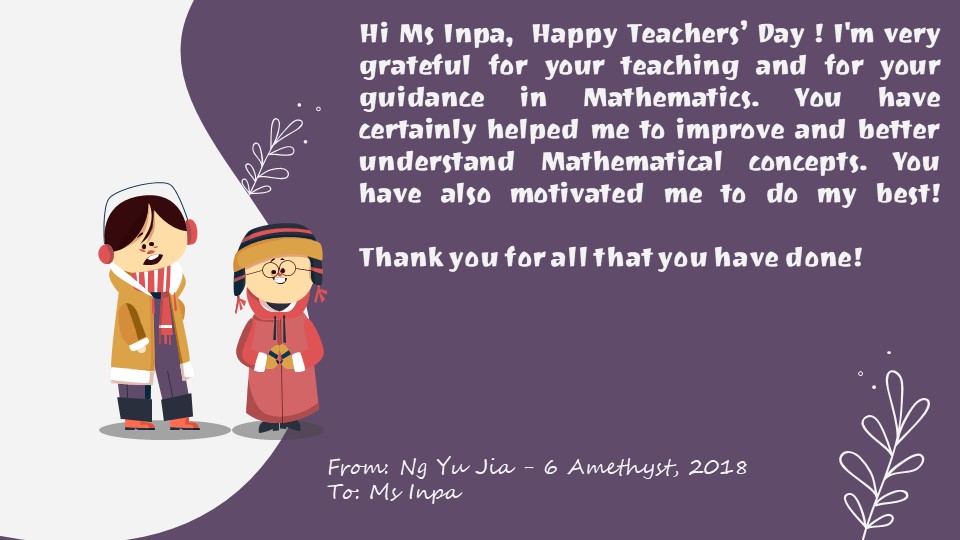 Hi Ms Inpa, Happy Teachers’ Day ! I'm very
grateful for your teaching and for your
guidance in Mathematics. You have
certainly helped me to improve and better
understand Mathematical concepts. You
have also motivated me to do my best!
Thank you for all that you have done!
From: Ng Yu Jia - 6 Amethyst, 2018
To: Ms Inpa